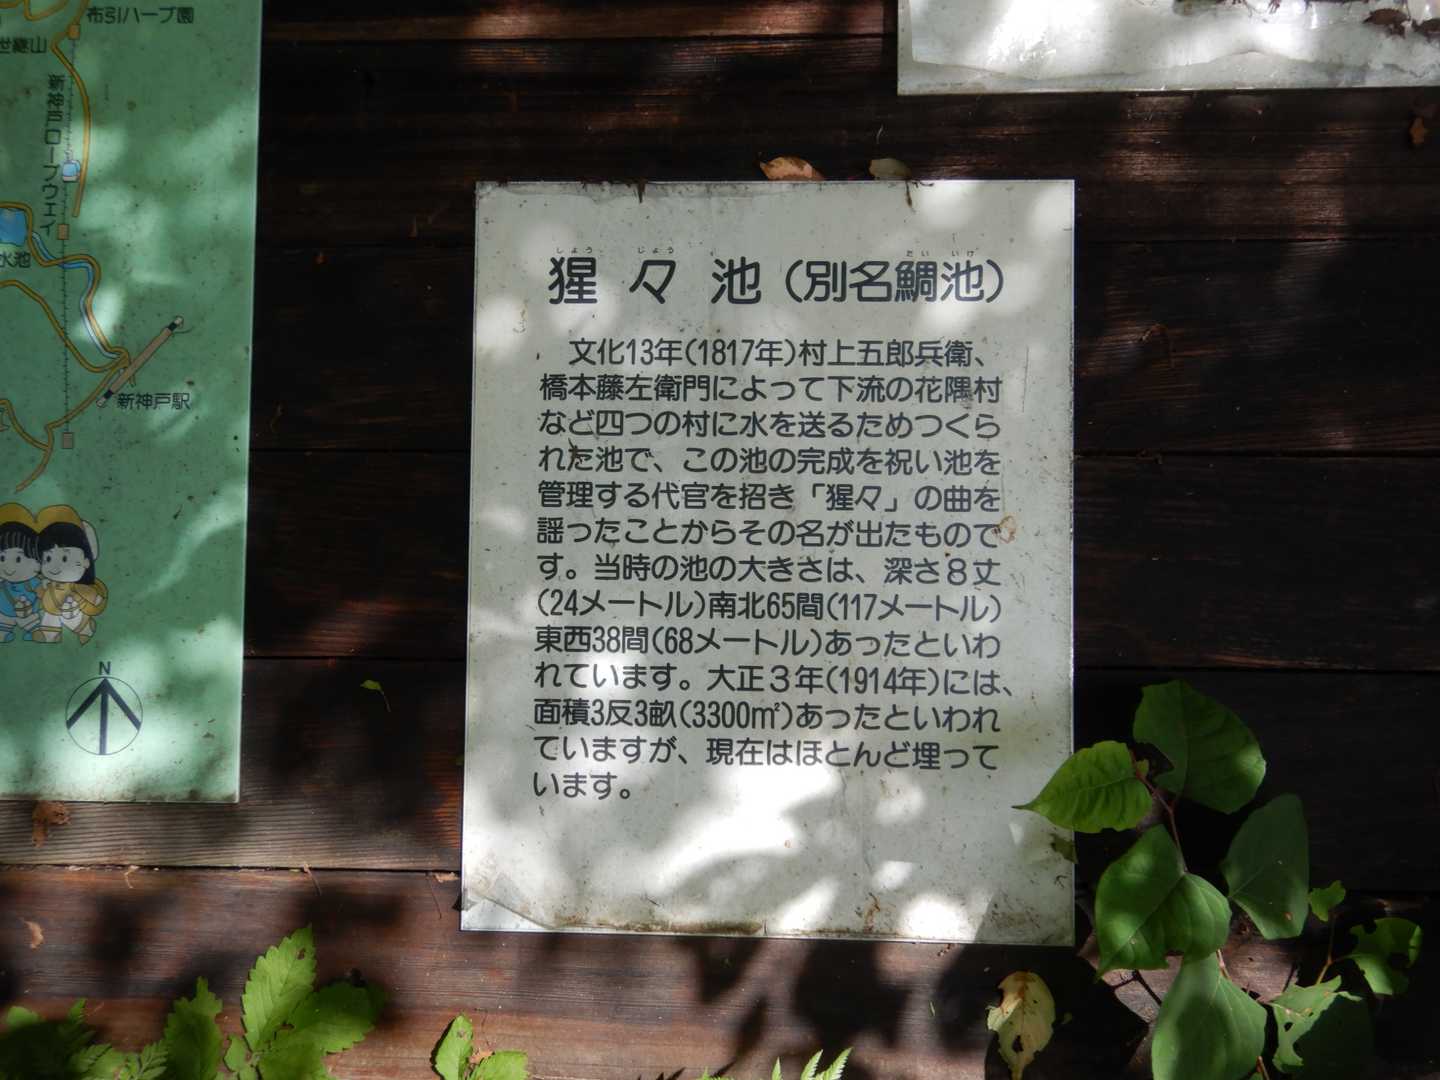 布引ハーブ園
世継山
新神戸ロープウェイ
水池
新神戸駅
N
しょう じょう たい いけ
猩々池(別名鯛池)
文化13年(1817年)村上五郎兵衛、
橋本藤左衛門によって下流の花隈村
など四つの村に水を送るためつくら
れた池で、この池の完成を祝い池を
管理する代官を招き「猩々」の曲を
謡ったことからその名が出たもので
す。当時の池の大きさは、深さ8丈
(24メートル)南北65間(117メートル)
東西38間(68メートル)あったといわ
れています。大正3年(1914年)には、
面積3反3畝(3300㎡)あったといわれ
ていますが、現在はほとんど埋って
います。